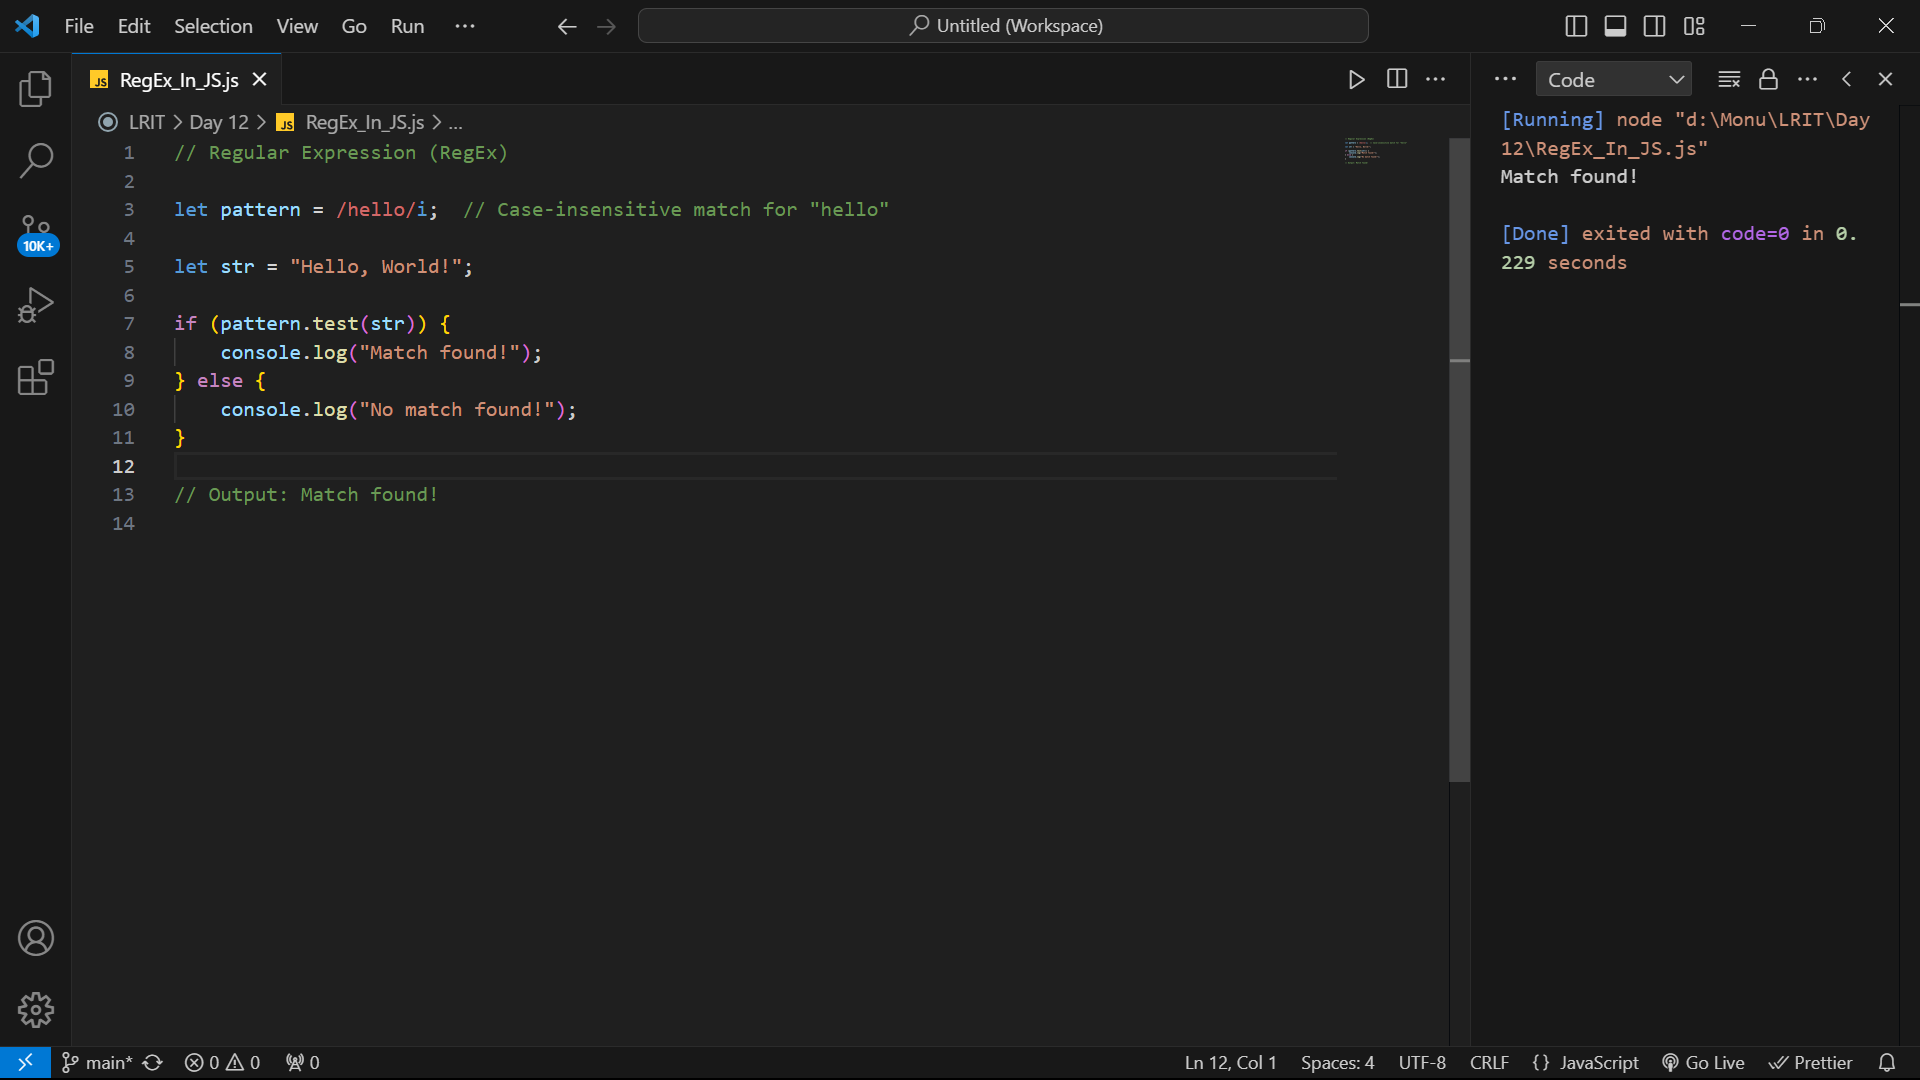 File Edit Selection View Go Run ... Untitled (Workspace)
RegEx_In_JS.js
LRIT > Day 12 > JS RegEx_In_JS.js > ...
1 // Regular Expression (RegEx)
2
3 let pattern = /hello/i;  // Case-insensitive match for "hello"
4
5 let str = "Hello, World!";
6
7 if (pattern.test(str)) {
8     console.log("Match found!");
9 } else {
10     console.log("No match found!");
11 }
12
13 // Output: Match found!
14
10K+
Code
[Running] node "d:\Monu\LRIT\Day
12\RegEx_In_JS.js"
Match found!
[Done] exited with code=0 in 0.
229 seconds
main* 0 0 0 Ln 12, Col 1 Spaces: 4 UTF-8 CRLF {} JavaScript Go Live Prettier